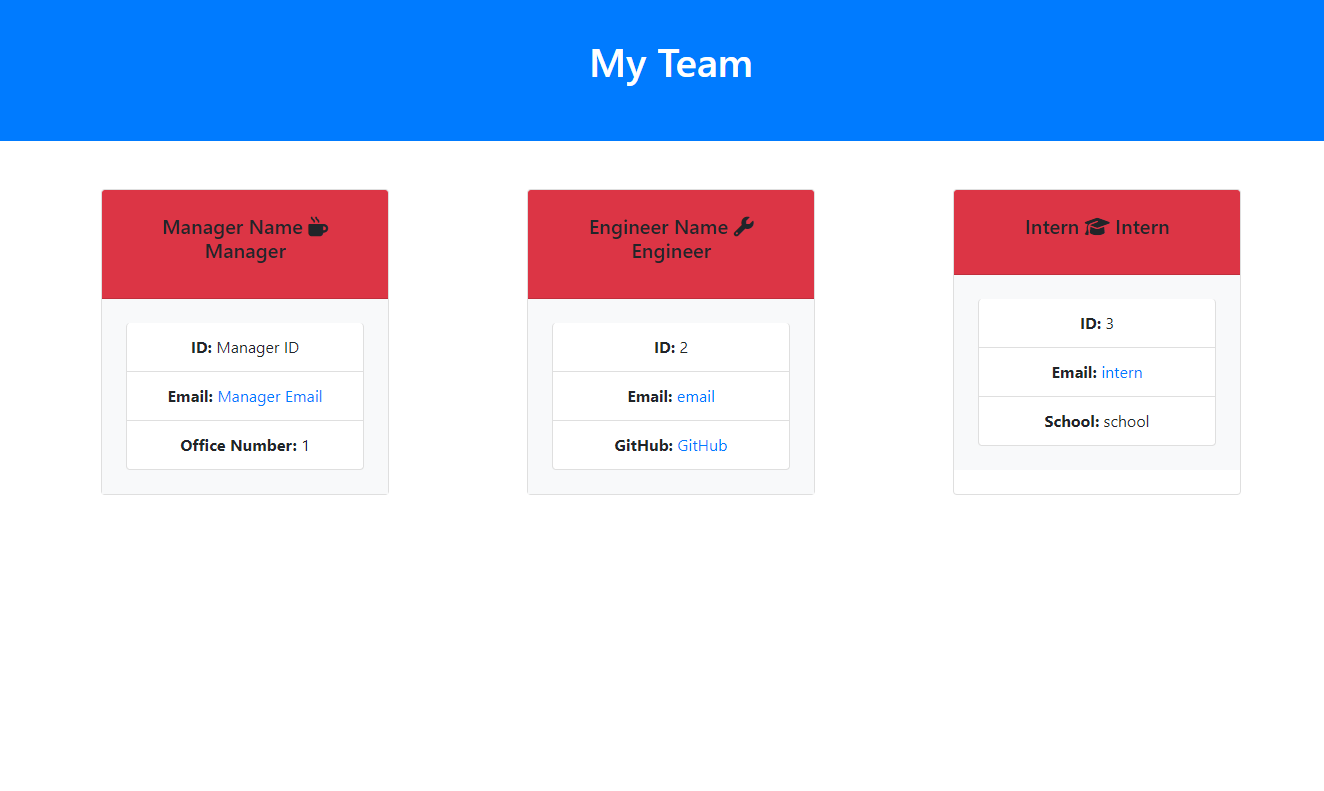 My Team
Manager Name
Manager
ID: Manager ID
Email: Manager Email
Office Number: 1
Engineer Name
Engineer
ID: 2
Email: email
GitHub: GitHub
Intern Intern
ID: 3
Email: intern
School: school